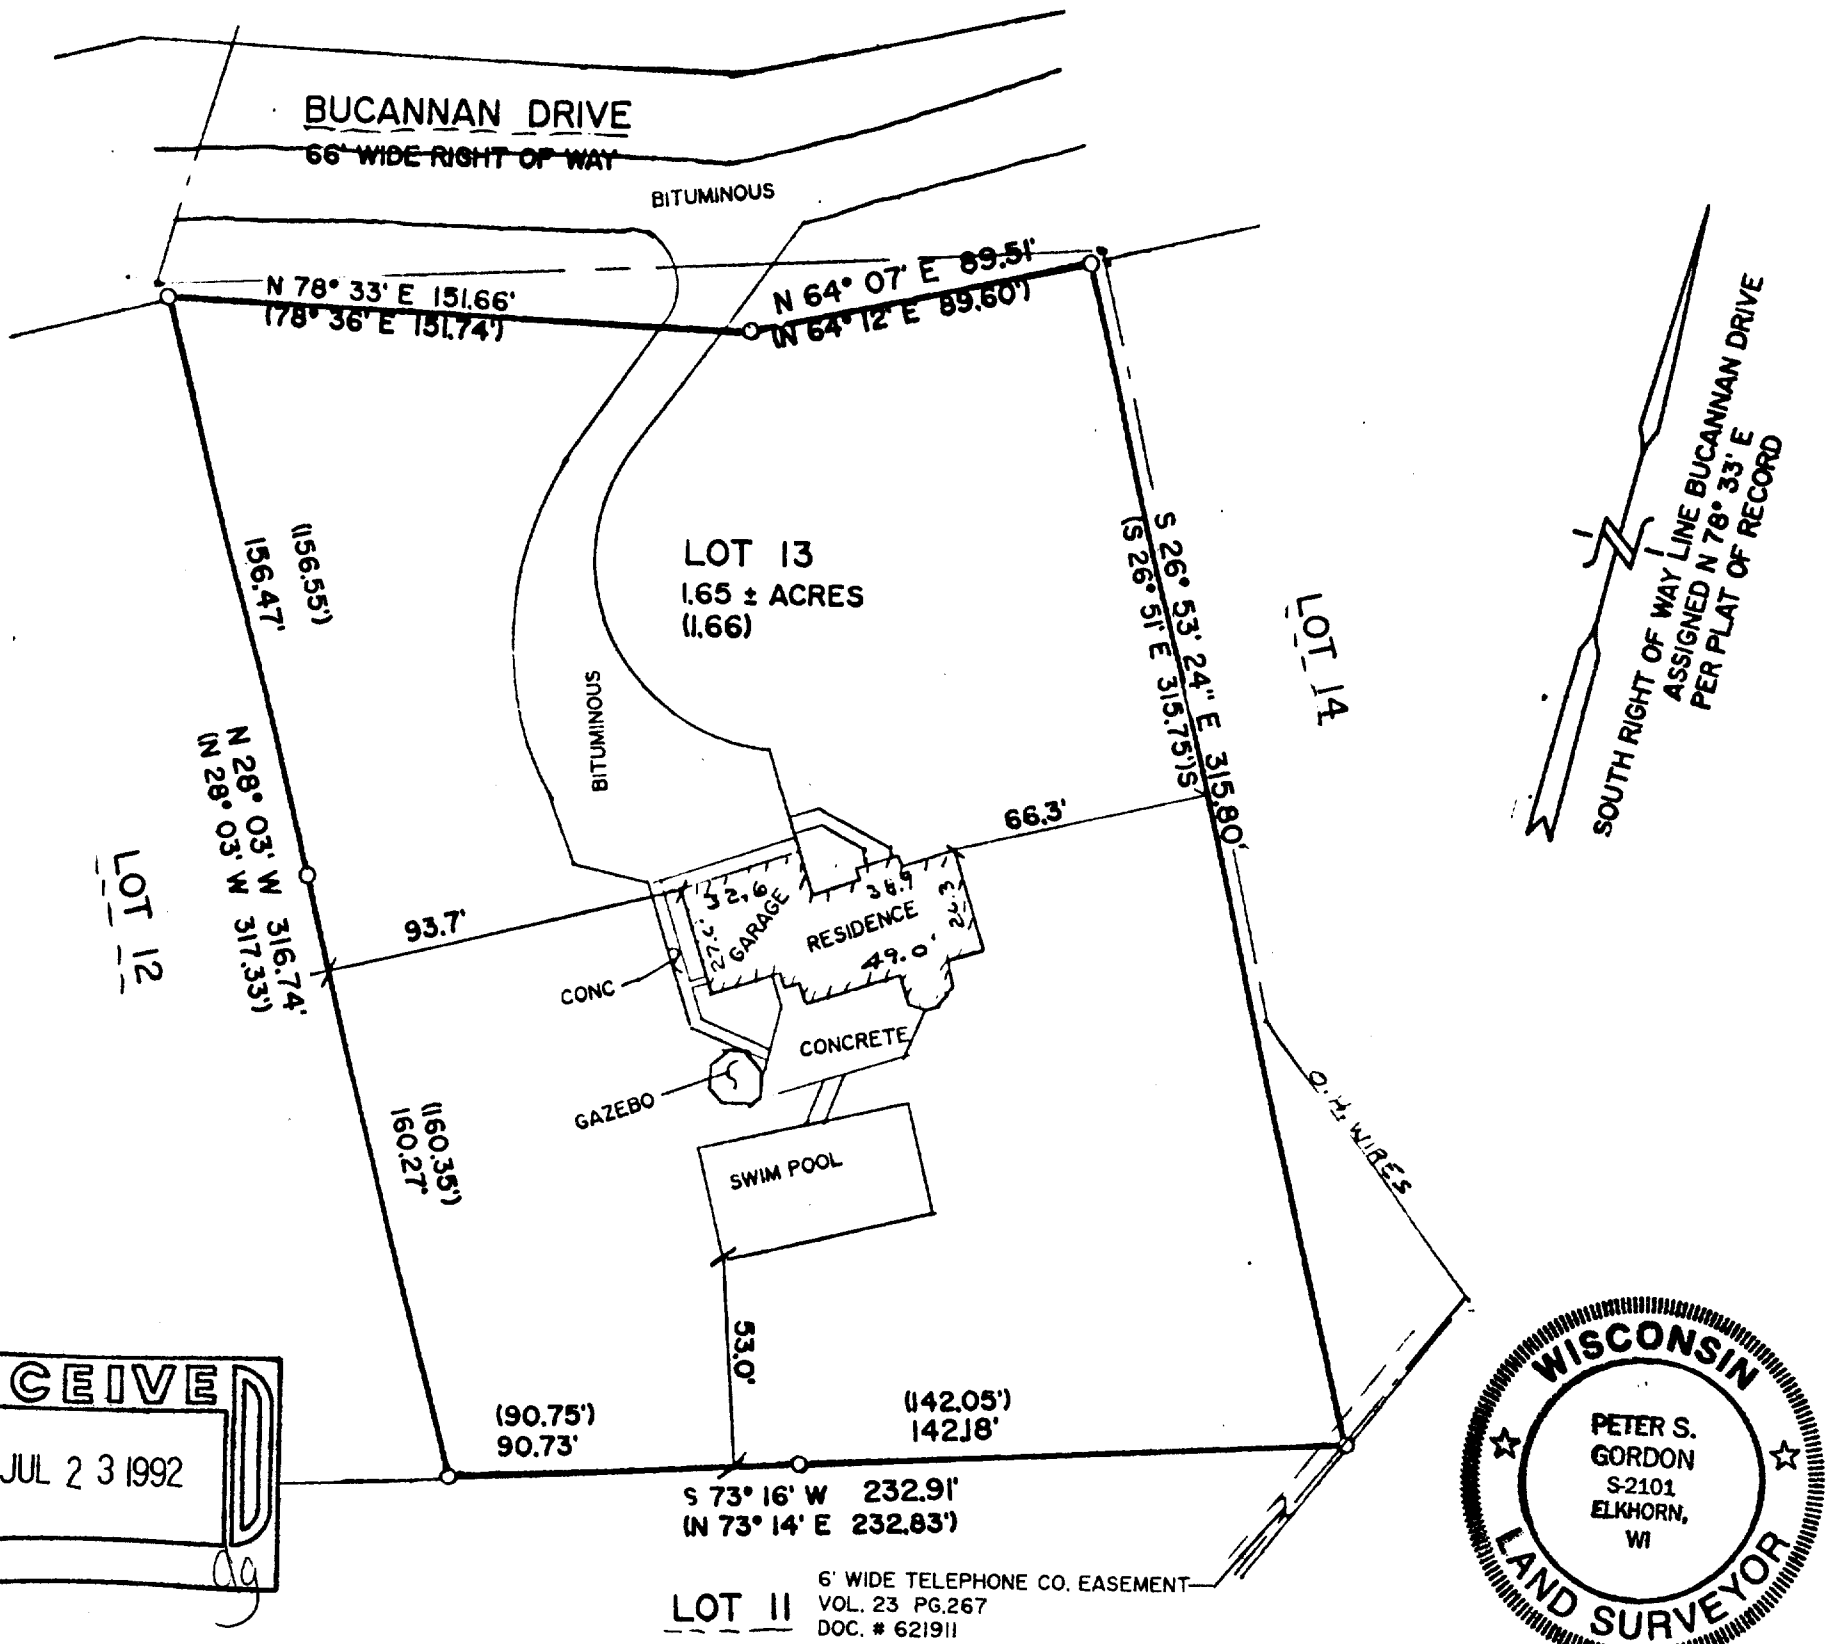 BUCANNAN DRIVE
66' WIDE RIGHT OF WAY
BITUMINOUS
N 78° 33' E 151.66'
(78° 36' E 151.74')
N 64° 07' E 89.51'
(N 64° 12' E 89.60')
(156.55')
156.47'
LOT 13
1.65 ± ACRES
(1.66)
BITUMINOUS
S 26° 53' 24" E 315.80'
(S 26° 51' E 315.75')S
LOT 14
SOUTH RIGHT OF WAY LINE BUCANNAN DRIVE
ASSIGNED N 78° 33' E
PER PLAT OF RECORD
N
N 28° 03' W 316.74'
(N 28° 03' W 317.33')
LOT 12
93.7'
66.3'
32.6
GARAGE
38.9
RESIDENCE
26.3
49.0'
CONC
CONCRETE
GAZEBO
SWIM POOL
(160.35')
160.27'
O.H. WIRES
53.0'
(90.75')
90.73'
(142.05')
142.18'
S 73° 16' W 232.91'
(N 73° 14' E 232.83')
CEIVED
JUL 23 1992
LOT 11
6' WIDE TELEPHONE CO. EASEMENT
VOL. 23 PG.267
DOC. # 621911
WISCONSIN
PETER S.
GORDON
S-2101
ELKHORN,
WI
LAND SURVEYOR